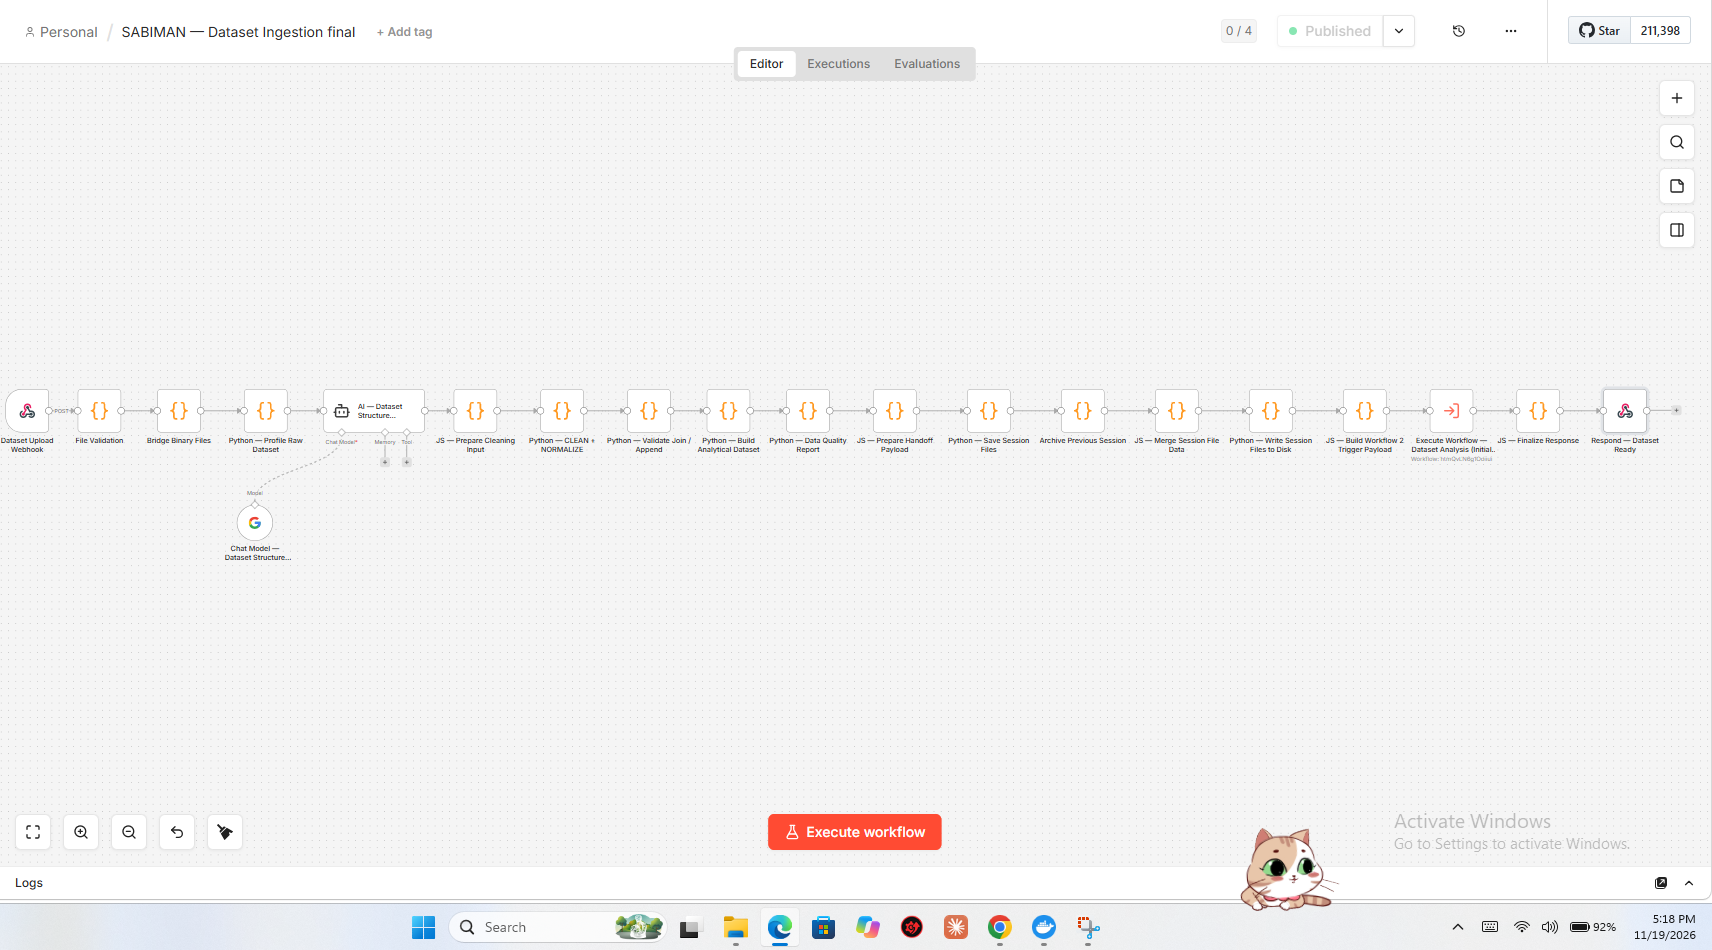 Personal / SABIMAN — Dataset Ingestion final + Add tag
0 / 4
Published
Star
211,398
Editor
Executions
Evaluations
POST
AI — Dataset
Structure...
Chat Model*
Memory
Tool
Dataset Upload
Webhook
File Validation
Bridge Binary Files
Python — Profile Raw
Dataset
JS — Prepare Cleaning
Input
Python — CLEAN +
NORMALIZE
Python — Validate Join /
Append
Python — Build
Analytical Dataset
Python — Data Quality
Report
JS — Prepare Handoff
Payload
Python — Save Session
Files
Archive Previous Session
JS — Merge Session File
Data
Python — Write Session
Files to Disk
JS — Build Workflow 2
Trigger Payload
Execute Workflow —
Dataset Analysis (Initial...
Workflow:
JS — Finalize Response
Respond — Dataset
Ready
Model
Chat Model —
Dataset Structure...
Execute workflow
Activate Windows
Go to Settings to activate Windows.
Logs
Search
92%
5:18 PM
11/19/2026